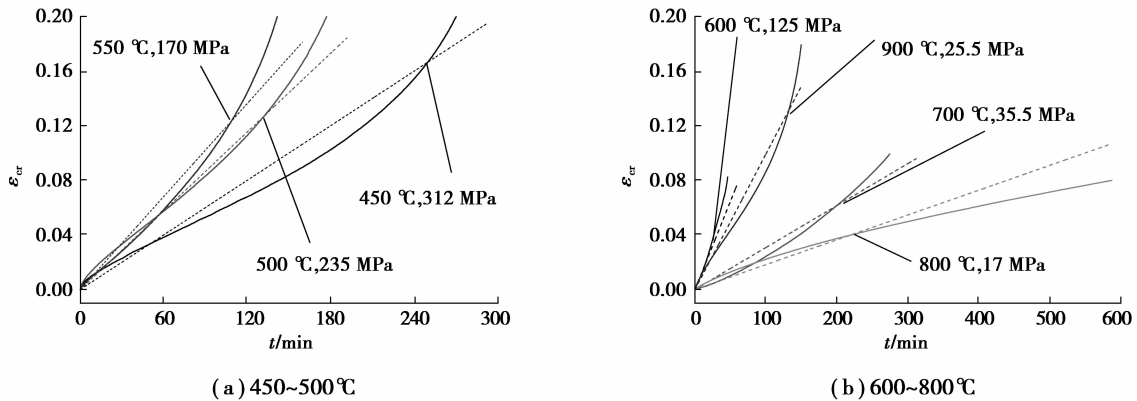 0.20
0.16
0.12
0.08
0.04
0.00
ε_cr
0 60 120 180 240 300
t/min
550 ℃,170 MPa
450 ℃,312 MPa
500 ℃,235 MPa
(a) 450~500℃
0.20
0.16
0.12
0.08
0.04
0.00
ε_cr
0 100 200 300 400 500 600
t/min
600 ℃,125 MPa
900 ℃,25.5 MPa
700 ℃,35.5 MPa
800 ℃,17 MPa
(b) 600~800℃